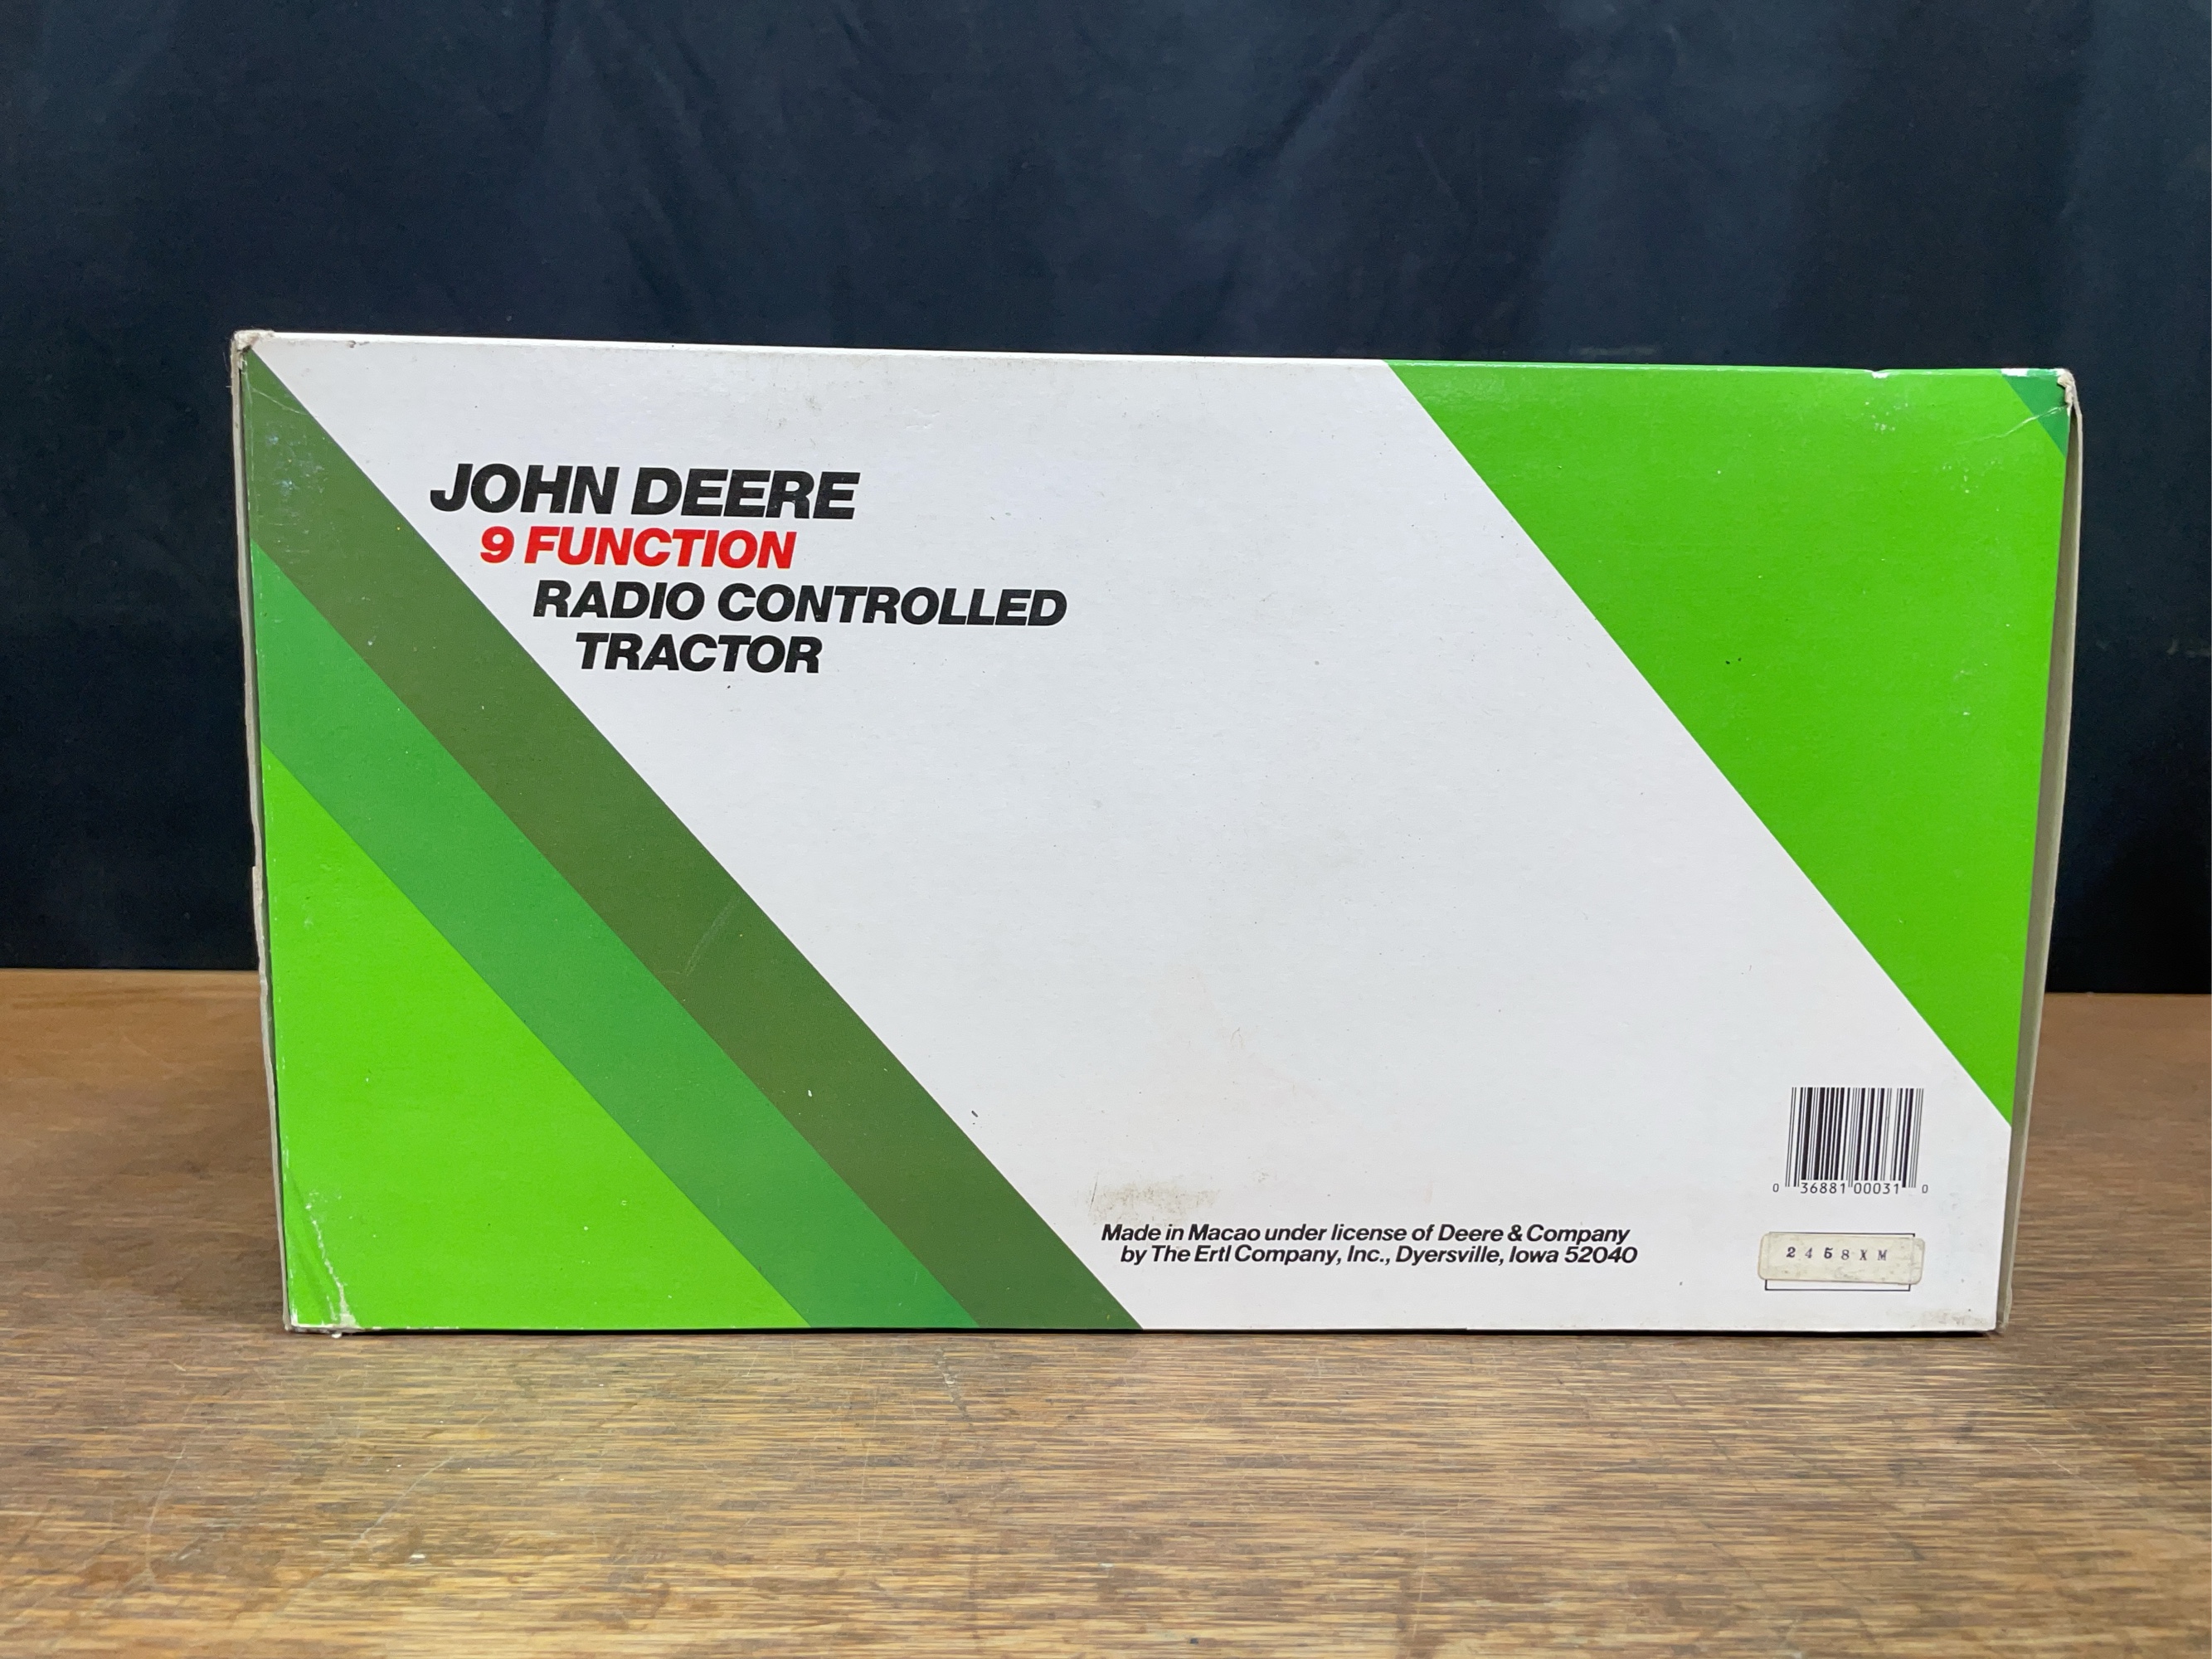 JOHN DEERE
9 FUNCTION
RADIO CONTROLLED
TRACTOR
0 36881 00031 0
Made in Macao under license of Deere & Company
by The Ertl Company, Inc., Dyersville, Iowa 52040
2458XM